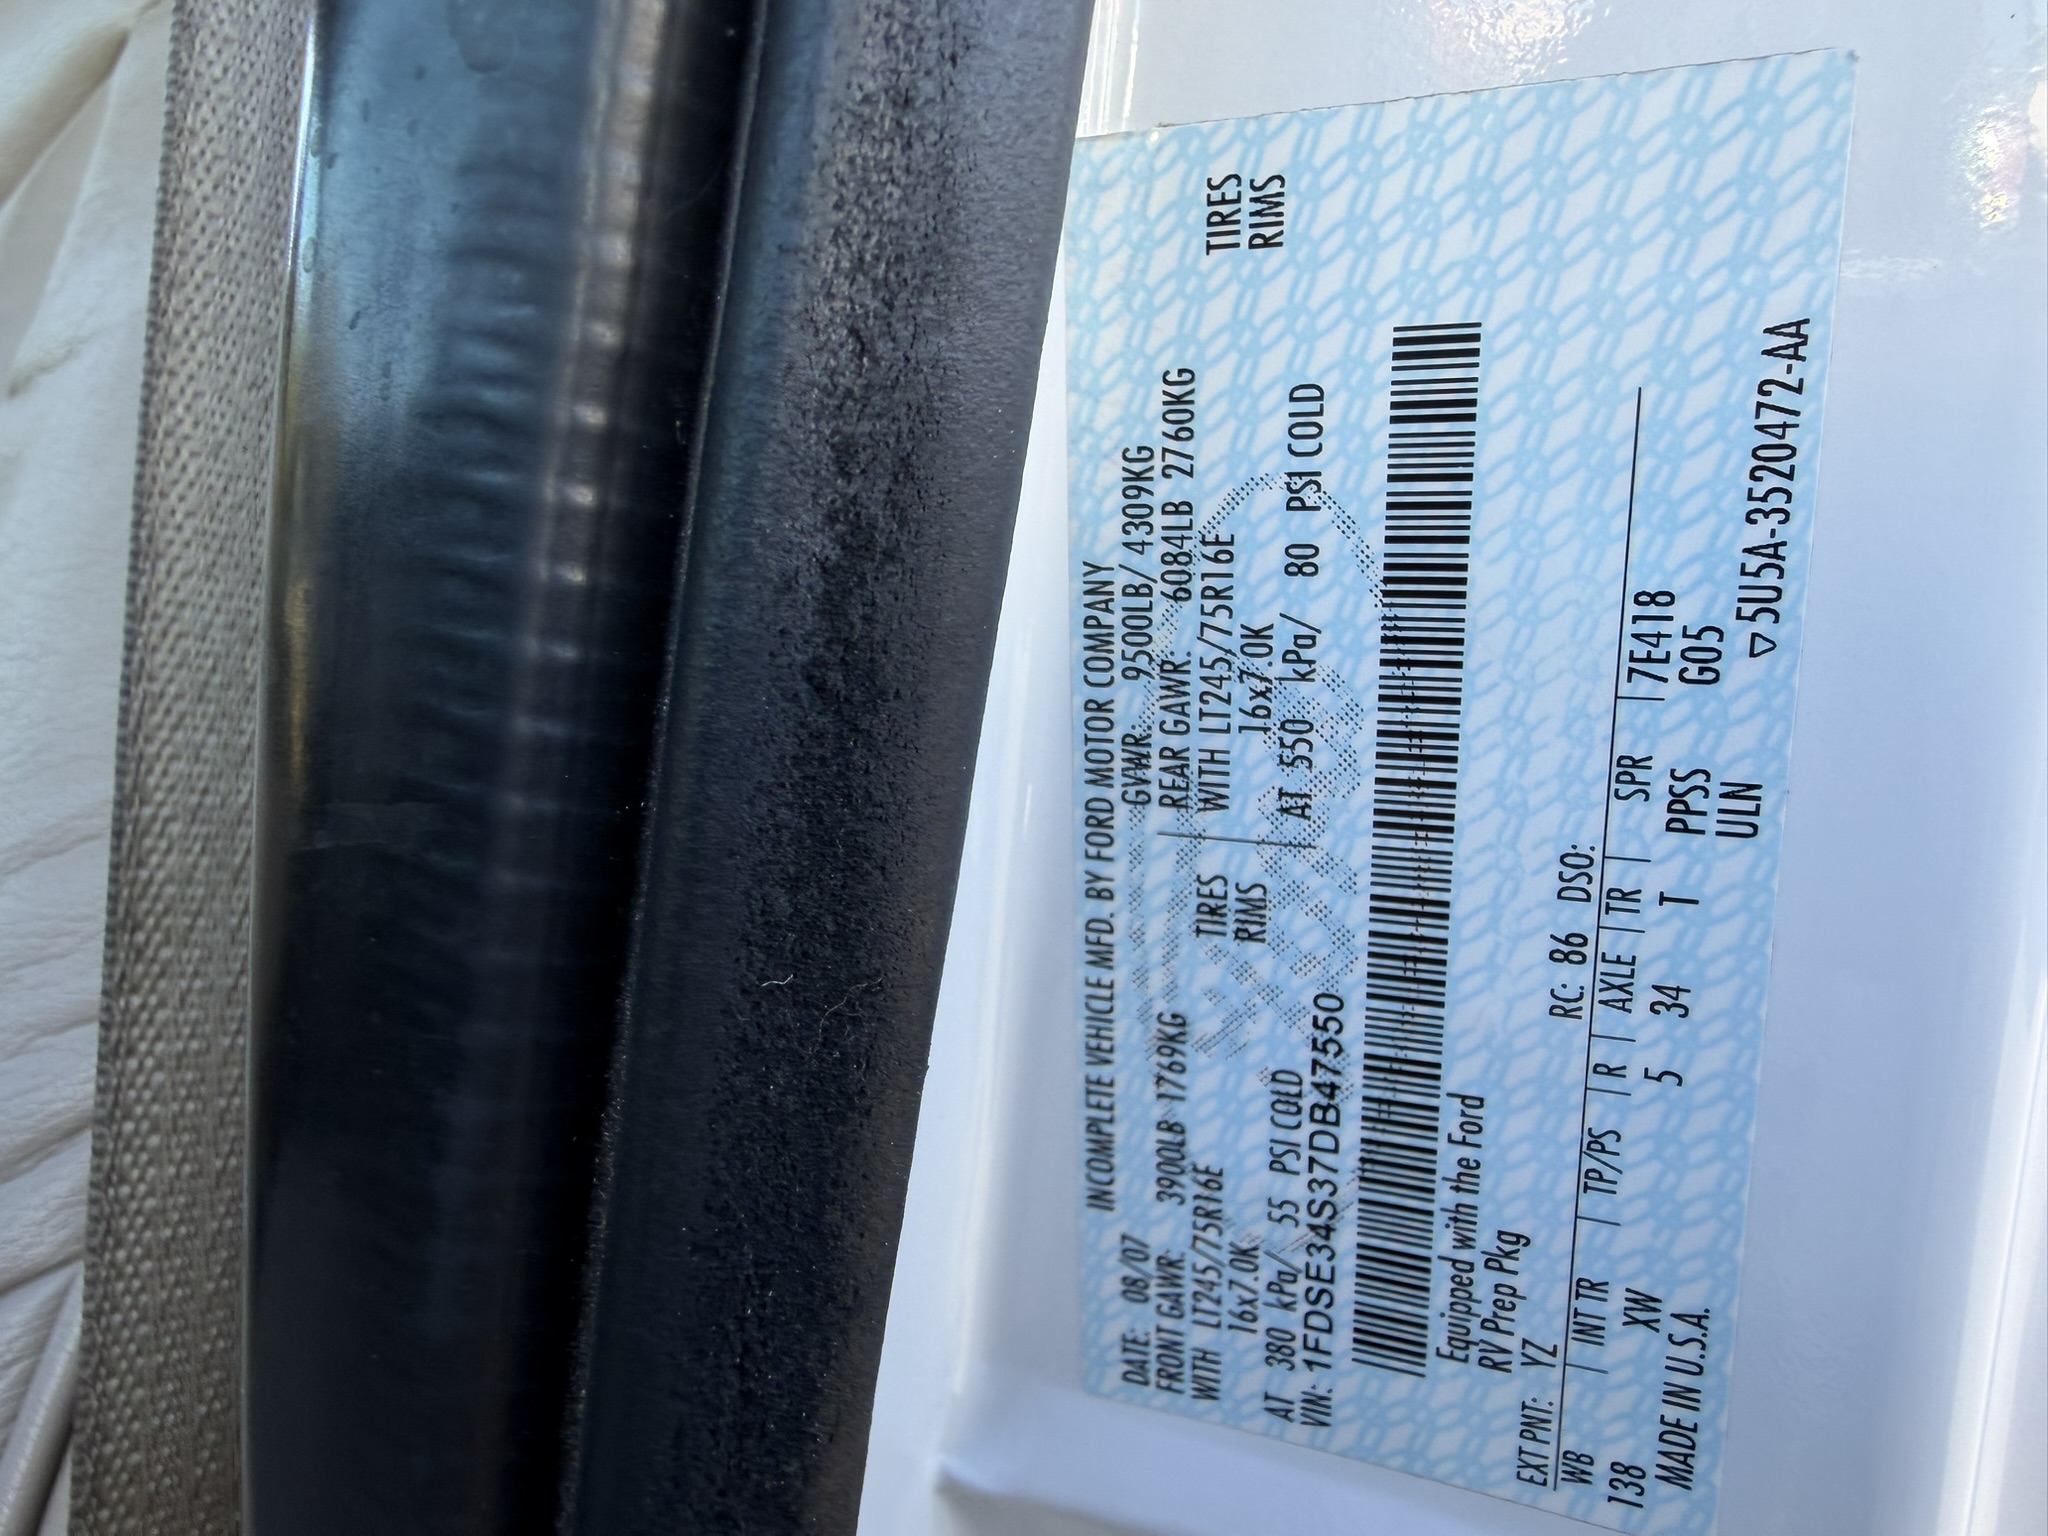 INCOMPLETE VEHICLE MFD. BY FORD MOTOR COMPANY
DATE: 08/07 GVWR: 9500LB/ 4309KG
FRONT GAWR: 3900LB 1769KG REAR GAWR: 6084LB 2760KG
WITH LT245/75R16E TIRES WITH LT245/75R16E TIRES
16x7.0K RIMS 16x7.0K RIMS
AT 380 kPa/ 55 PSI COLD AT 550 kPa/ 80 PSI COLD
VIN: 1FDSE34S37DB47550
Equipped with the Ford
RV Prep Pkg
EXT PNT: YZ RC: 86 DSO:
WB INT TR TP/PS R AXLE TR SPR 7E418
138 XW 5 34 T PPSS G05
MADE IN U.S.A. ULN
▽5U5A-3520472-AA